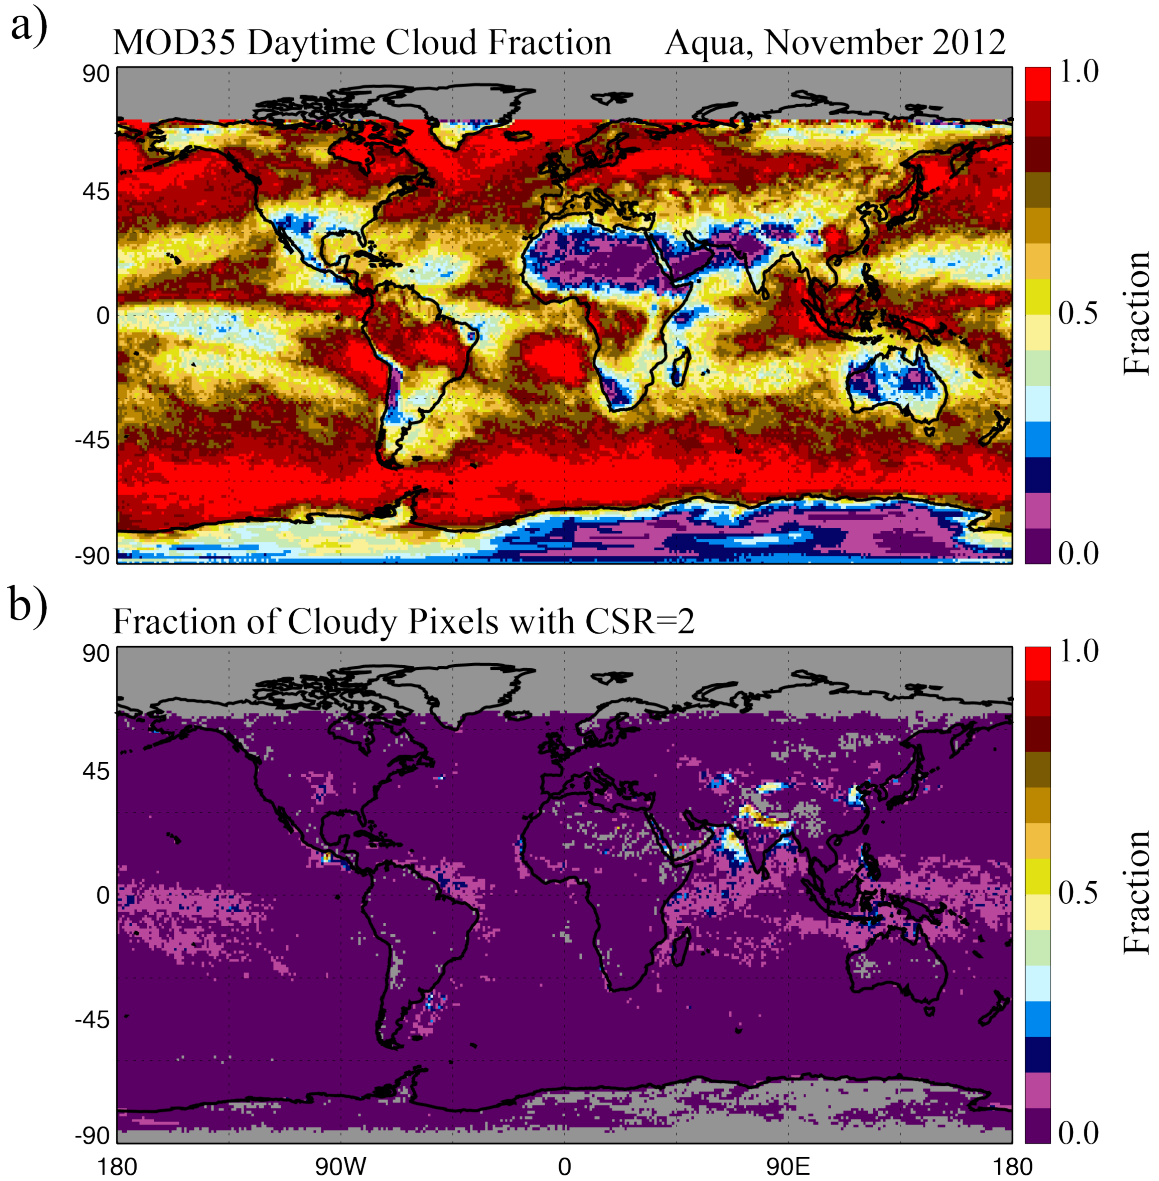 a)
MOD35 Daytime Cloud Fraction Aqua, November 2012
90
45
0
-45
-90
1.0
0.5
0.0
Fraction
b)
Fraction of Cloudy Pixels with CSR=2
90
45
0
-45
-90
180 90W 0 90E 180
1.0
0.5
0.0
Fraction